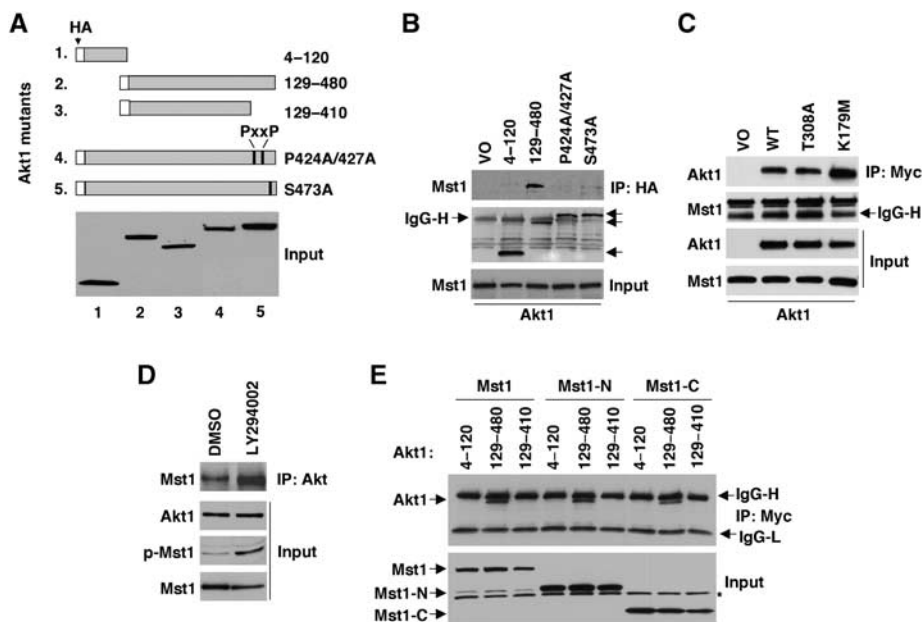 A
HA
Akt1 mutants
1. 4–120
2. 129–480
3. 129–410
PxxP
4. P424A/427A
5. S473A
Input
1 2 3 4 5
B
VO 4–120 129–480 P424A/427A S473A
Mst1 IP: HA
IgG-H
Mst1 Input
Akt1
C
VO WT T308A K179M
Akt1 IP: Myc
Mst1 IgG-H
Akt1
Input
Mst1
Akt1
D
DMSO LY294002
Mst1 IP: Akt
Akt1
p-Mst1 Input
Mst1
E
Mst1 Mst1-N Mst1-C
Akt1: 4–120 129–480 129–410 4–120 129–480 129–410 4–120 129–480 129–410
Akt1 IgG-H
IP: Myc
IgG-L
Mst1 Input
Mst1-N *
Mst1-C